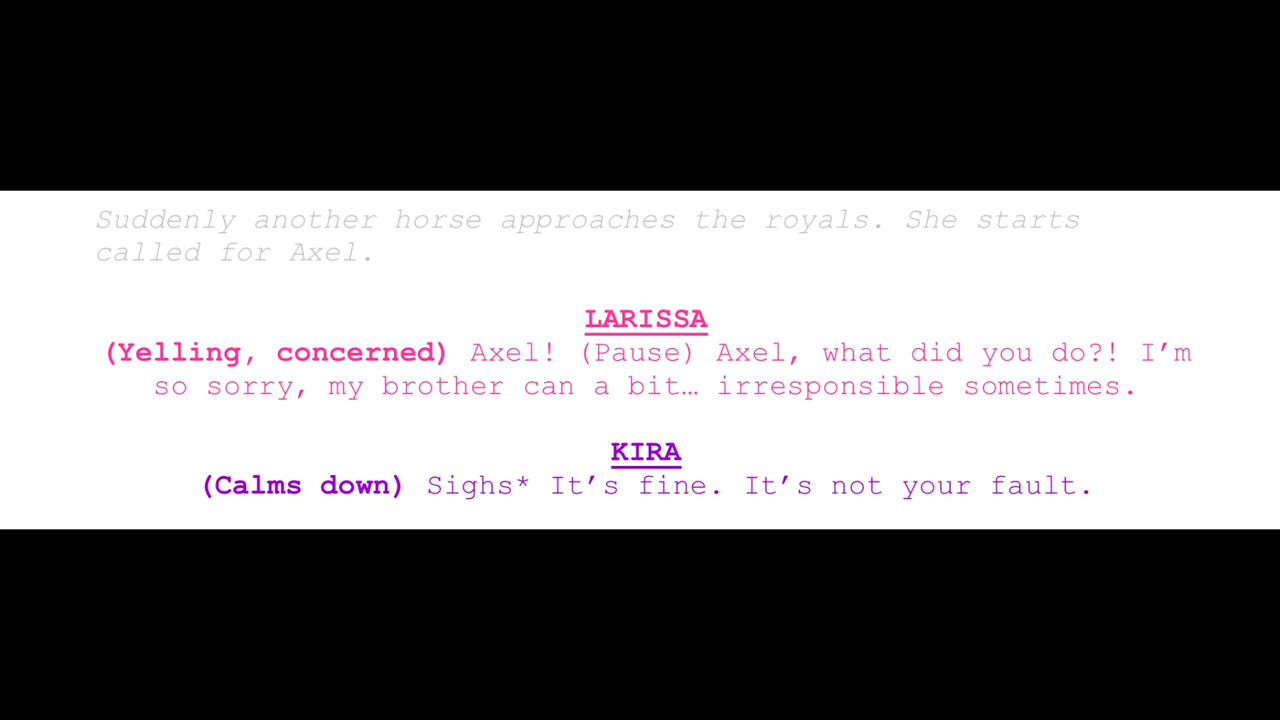 Suddenly another horse approaches the royals. She starts
called for Axel.
LARISSA
(Yelling, concerned) Axel! (Pause) Axel, what did you do?! I’m
so sorry, my brother can a bit… irresponsible sometimes.
KIRA
(Calms down) Sighs* It’s fine. It’s not your fault.